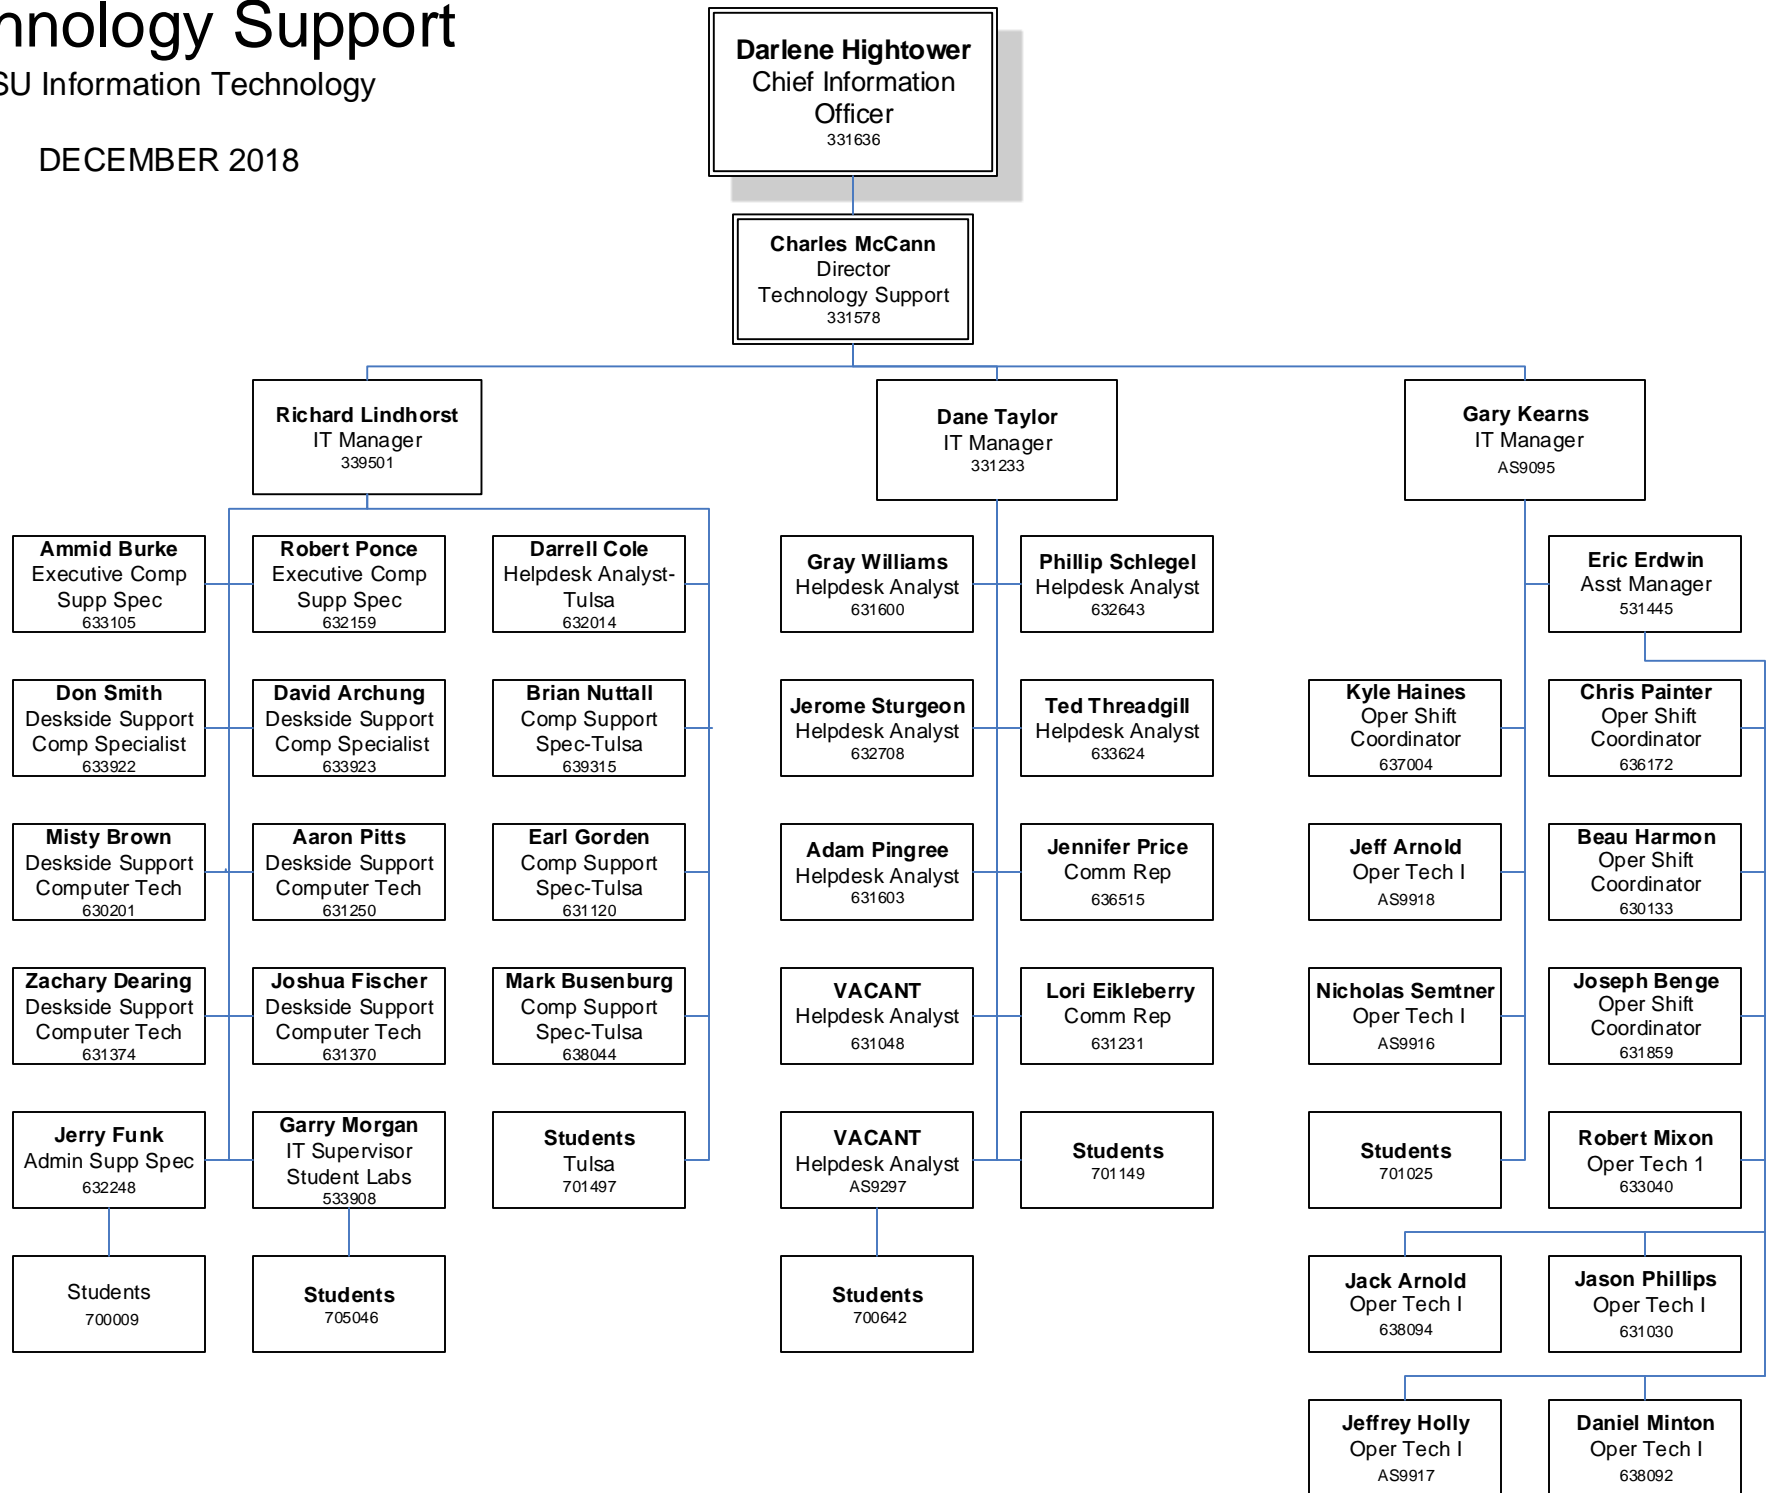 hnology Support
SU Information Technology
DECEMBER 2018
Darlene Hightower
Chief Information
Officer
331636
Charles McCann
Director
Technology Support
331578
Richard Lindhorst
IT Manager
339501
Dane Taylor
IT Manager
331233
Gary Kearns
IT Manager
AS9095
Ammid Burke
Executive Comp
Supp Spec
633105
Robert Ponce
Executive Comp
Supp Spec
632159
Darrell Cole
Helpdesk Analyst-
Tulsa
632014
Gray Williams
Helpdesk Analyst
631600
Phillip Schlegel
Helpdesk Analyst
632643
Eric Erdwin
Asst Manager
531445
Don Smith
Deskside Support
Comp Specialist
633922
David Archung
Deskside Support
Comp Specialist
633923
Brian Nuttall
Comp Support
Spec-Tulsa
639315
Jerome Sturgeon
Helpdesk Analyst
632708
Ted Threadgill
Helpdesk Analyst
633624
Kyle Haines
Oper Shift
Coordinator
637004
Chris Painter
Oper Shift
Coordinator
636172
Misty Brown
Deskside Support
Computer Tech
630201
Aaron Pitts
Deskside Support
Computer Tech
631250
Earl Gorden
Comp Support
Spec-Tulsa
631120
Adam Pingree
Helpdesk Analyst
631603
Jennifer Price
Comm Rep
636515
Jeff Arnold
Oper Tech I
AS9918
Beau Harmon
Oper Shift
Coordinator
630133
Zachary Dearing
Deskside Support
Computer Tech
631374
Joshua Fischer
Deskside Support
Computer Tech
631370
Mark Busenburg
Comp Support
Spec-Tulsa
638044
VACANT
Helpdesk Analyst
631048
Lori Eikleberry
Comm Rep
631231
Nicholas Semtner
Oper Tech I
AS9916
Joseph Benge
Oper Shift
Coordinator
631859
Jerry Funk
Admin Supp Spec
632248
Garry Morgan
IT Supervisor
Student Labs
533908
Students
Tulsa
701497
VACANT
Helpdesk Analyst
AS9297
Students
701149
Students
701025
Robert Mixon
Oper Tech 1
633040
Students
700009
Students
705046
Students
700642
Jack Arnold
Oper Tech I
638094
Jason Phillips
Oper Tech I
631030
Jeffrey Holly
Oper Tech I
AS9917
Daniel Minton
Oper Tech I
638092